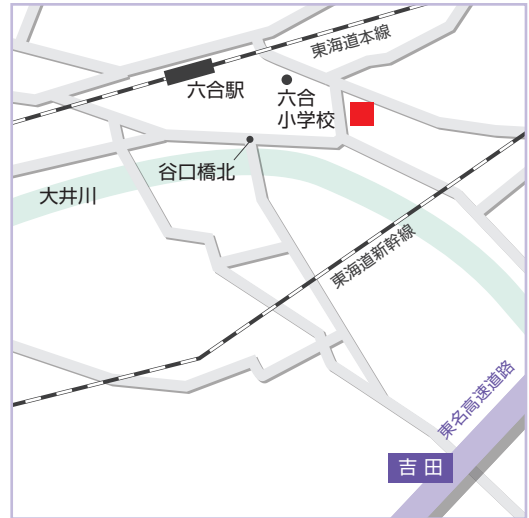 東海道本線
六合駅
六合
小学校
谷口橋北
大井川
東海道新幹線
東名高速道路
吉田